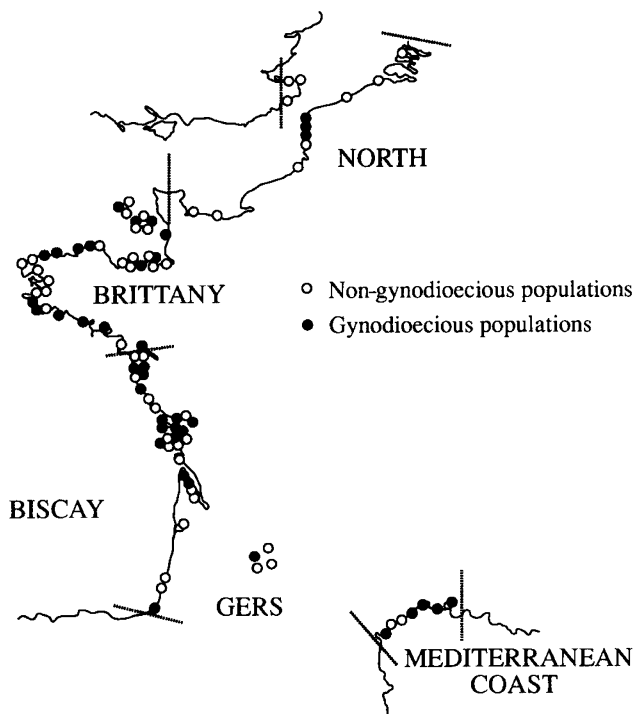 NORTH
BRITTANY
Non-gynodioecious populations
Gynodioecious populations
BISCAY
GERS
MEDITERRANEAN
COAST